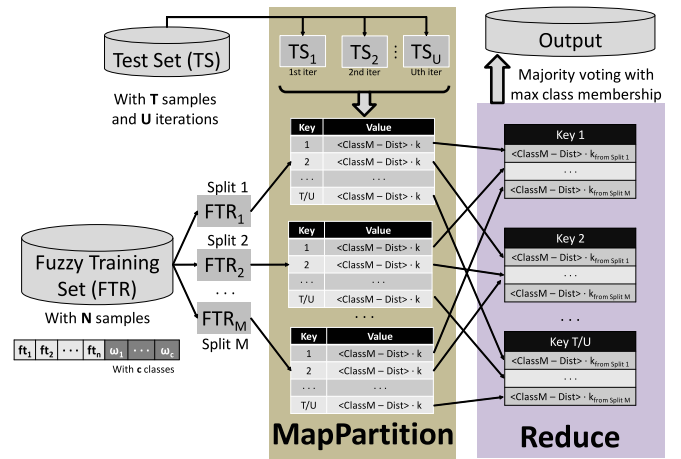 Test Set (TS)
With T samples
and U iterations
TS1
TS2
⋮
TSU
1st iter
2nd iter
Uth iter
Output
Majority voting with
max class membership
Key Value
1 <ClassM – Dist> · k
2 <ClassM – Dist> · k
· · · · · ·
T/U <ClassM – Dist> · k
Key Value
1 <ClassM – Dist> · k
2 <ClassM – Dist> · k
· · · · · ·
T/U <ClassM – Dist> · k
· · ·
Key Value
1 <ClassM – Dist> · k
2 <ClassM – Dist> · k
· · · · · ·
T/U <ClassM – Dist> · k
MapPartition
Split 1
FTR1
Split 2
FTR2
· · ·
FTRM
Split M
Fuzzy Training
Set (FTR)
With N samples
ft1 ft2 · · · ftn ω1 · · · ωc
With c classes
Key 1
<ClassM – Dist> · kfrom Split 1
· · ·
<ClassM – Dist> · kfrom Split M
Key 2
<ClassM – Dist> · kfrom Split 1
· · ·
<ClassM – Dist> · kfrom Split M
· · ·
Key T/U
<ClassM – Dist> · kfrom Split 1
· · ·
<ClassM – Dist> · kfrom Split M
Reduce